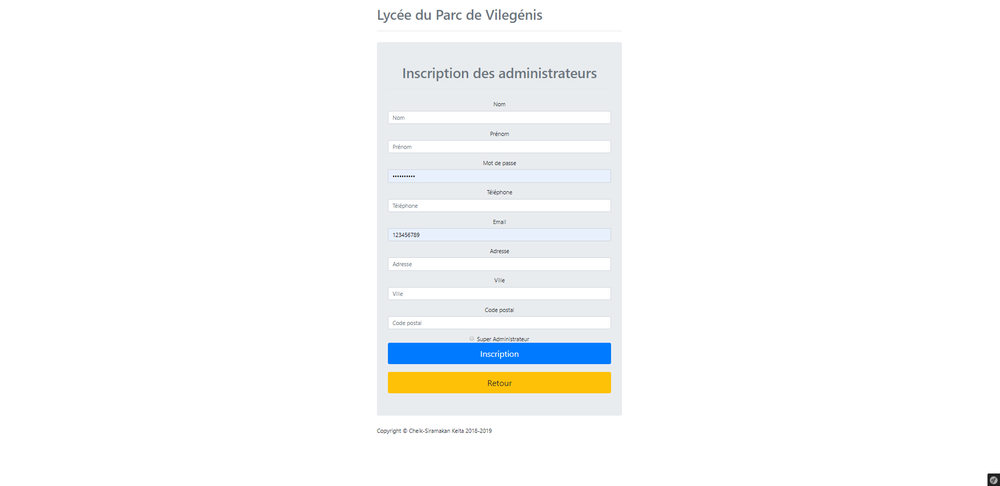 Lycée du Parc de Vilegénis
Inscription des administrateurs
Nom
Nom
Prénom
Prénom
Mot de passe
••••••••••
Téléphone
Téléphone
Email
123456789
Adresse
Adresse
Ville
Ville
Code postal
Code postal
Super Administrateur
Inscription
Retour
Copyright © Cheik-Siramakan Keita 2018-2019
sf